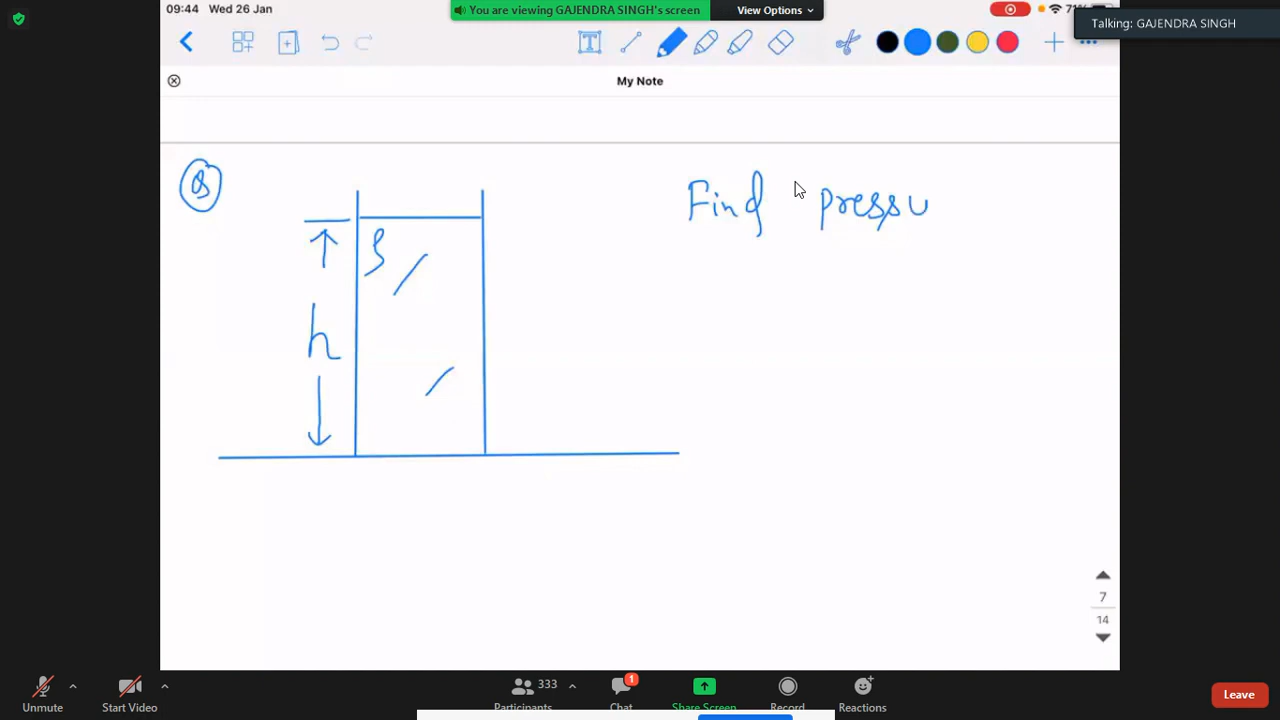 09:44 Wed 26 Jan
You are viewing GAJENDRA SINGH's screen
View Options
71%
Talking: GAJENDRA SINGH
My Note
Q
Find pressu
ρ
h
7
14
Unmute
Start Video
333
Participants
1
Chat
Share Screen
Record
Reactions
Leave